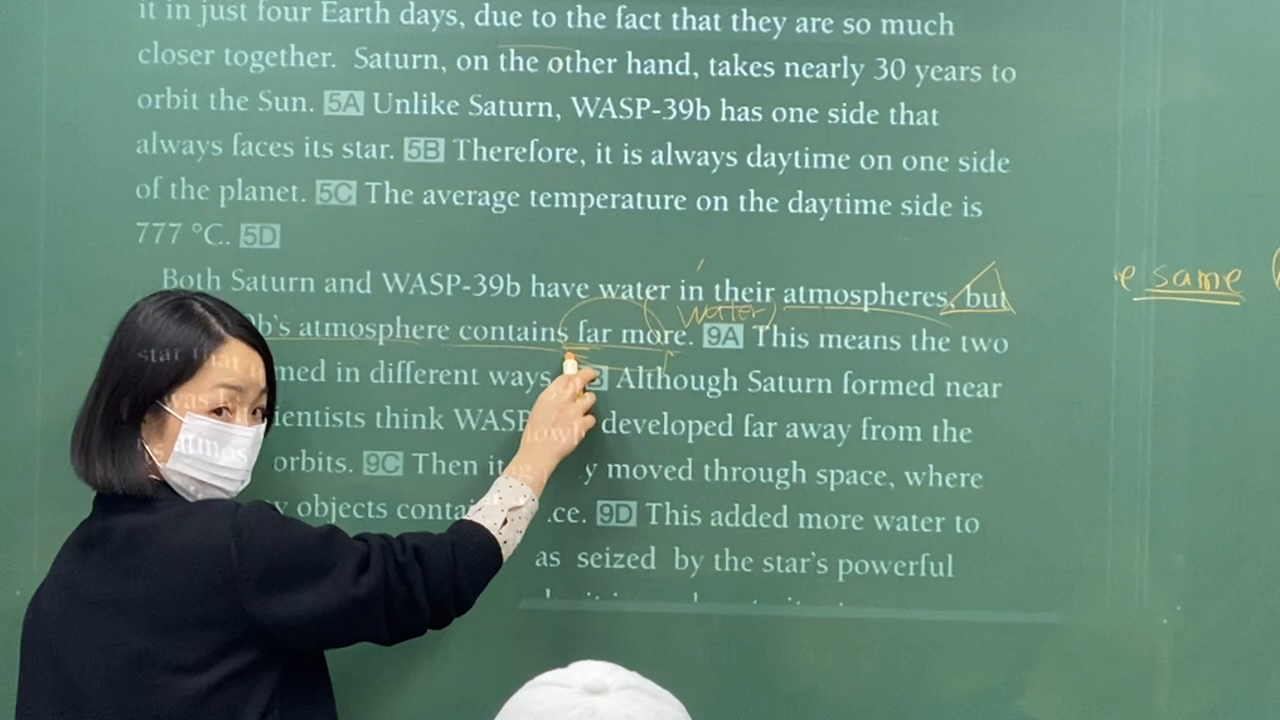 it in just four Earth days, due to the fact that they are so much
closer together. Saturn, on the other hand, takes nearly 30 years to
orbit the Sun. 5A Unlike Saturn, WASP-39b has one side that
always faces its star. 5B Therefore, it is always daytime on one side
of the planet. 5C The average temperature on the daytime side is
777 °C. 5D
Both Saturn and WASP-39b have water in their atmospheres, but
e same
water
b's atmosphere contains far more. 9A This means the two
star that
med in different ways. Although Saturn formed near
was
ientists think WASP developed far away from the
atmos
orbits. 9C Then it y moved through space, where
y objects contai .ce. 9D This added more water to
as seized by the star's powerful